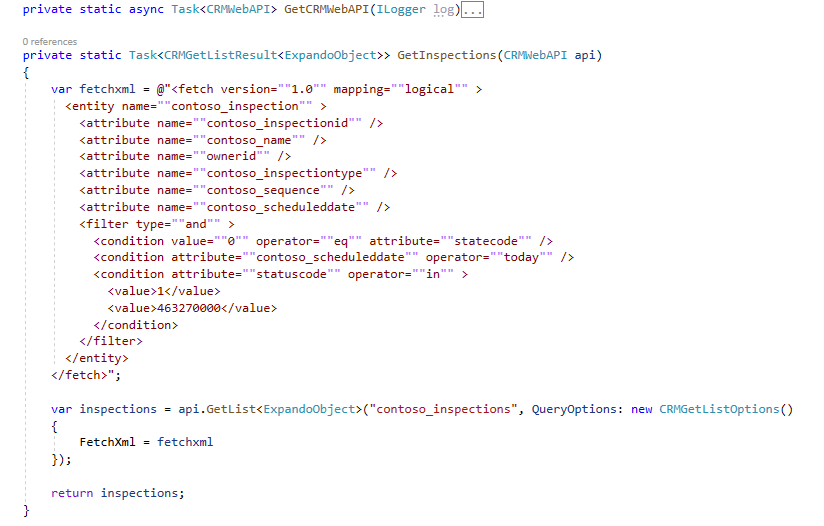 private static async Task<CRMWebAPI> GetCRMWebAPI(ILogger log)...
0 references
private static Task<CRMGetListResult<ExpandoObject>> GetInspections(CRMWebAPI api)
{
    var fetchxml = @"<fetch version=""1.0"" mapping=""logical"" >
      <entity name=""contoso_inspection"" >
        <attribute name=""contoso_inspectionid"" />
        <attribute name=""contoso_name"" />
        <attribute name=""ownerid"" />
        <attribute name=""contoso_inspectiontype"" />
        <attribute name=""contoso_sequence"" />
        <attribute name=""contoso_scheduleddate"" />
        <filter type=""and"" >
          <condition value=""0"" operator=""eq"" attribute=""statecode"" />
          <condition attribute=""contoso_scheduleddate"" operator=""today"" />
          <condition attribute=""statuscode"" operator=""in"" >
            <value>1</value>
            <value>463270000</value>
          </condition>
        </filter>
      </entity>
    </fetch>";
    var inspections = api.GetList<ExpandoObject>("contoso_inspections", QueryOptions: new CRMGetListOptions()
    {
        FetchXml = fetchxml
    });
    return inspections;
}